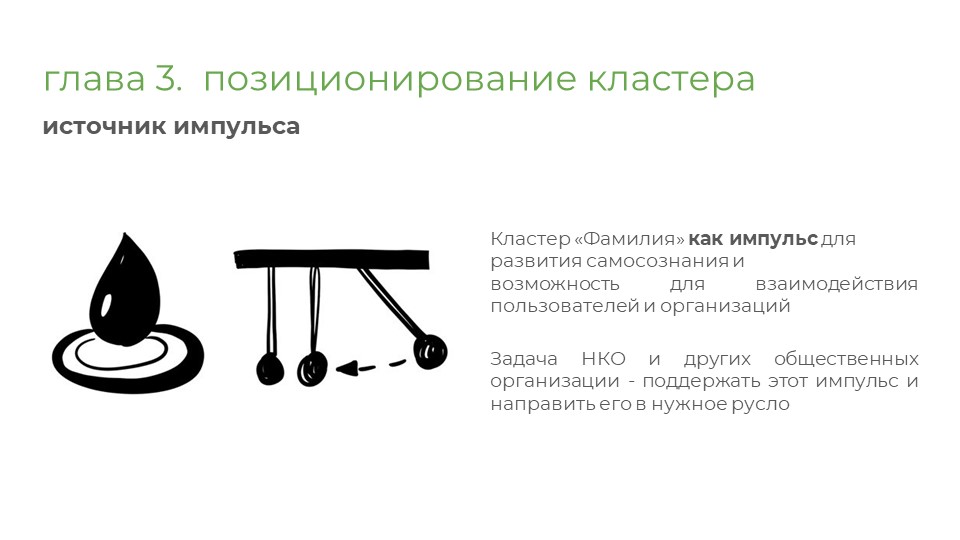 глава 3. позиционирование кластера
источник импульса
Кластер «Фамилия» как импульс для
развития самосознания и
возможность для взаимодействия
пользователей и организаций
Задача НКО и других общественных
организации - поддержать этот импульс и
направить его в нужное русло